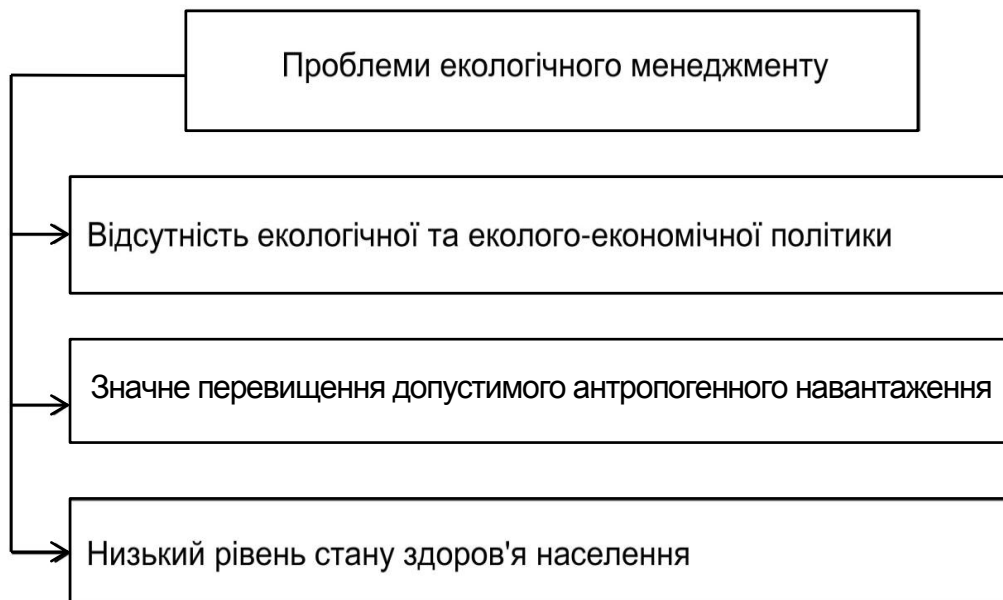 Проблеми екологічного менеджменту
Відсутність екологічної та еколого-економічної політики
Значне перевищення допустимого антропогенного навантаження
Низький рівень стану здоров'я населення